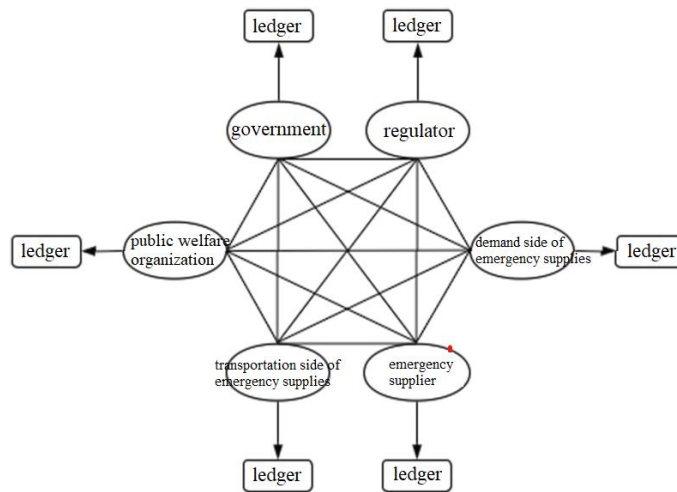 ledger
ledger
government
regulator
public welfare
organization
demand side of
emergency supplies
ledger
ledger
transportation side of
emergency supplies
emergency
supplier
ledger
ledger